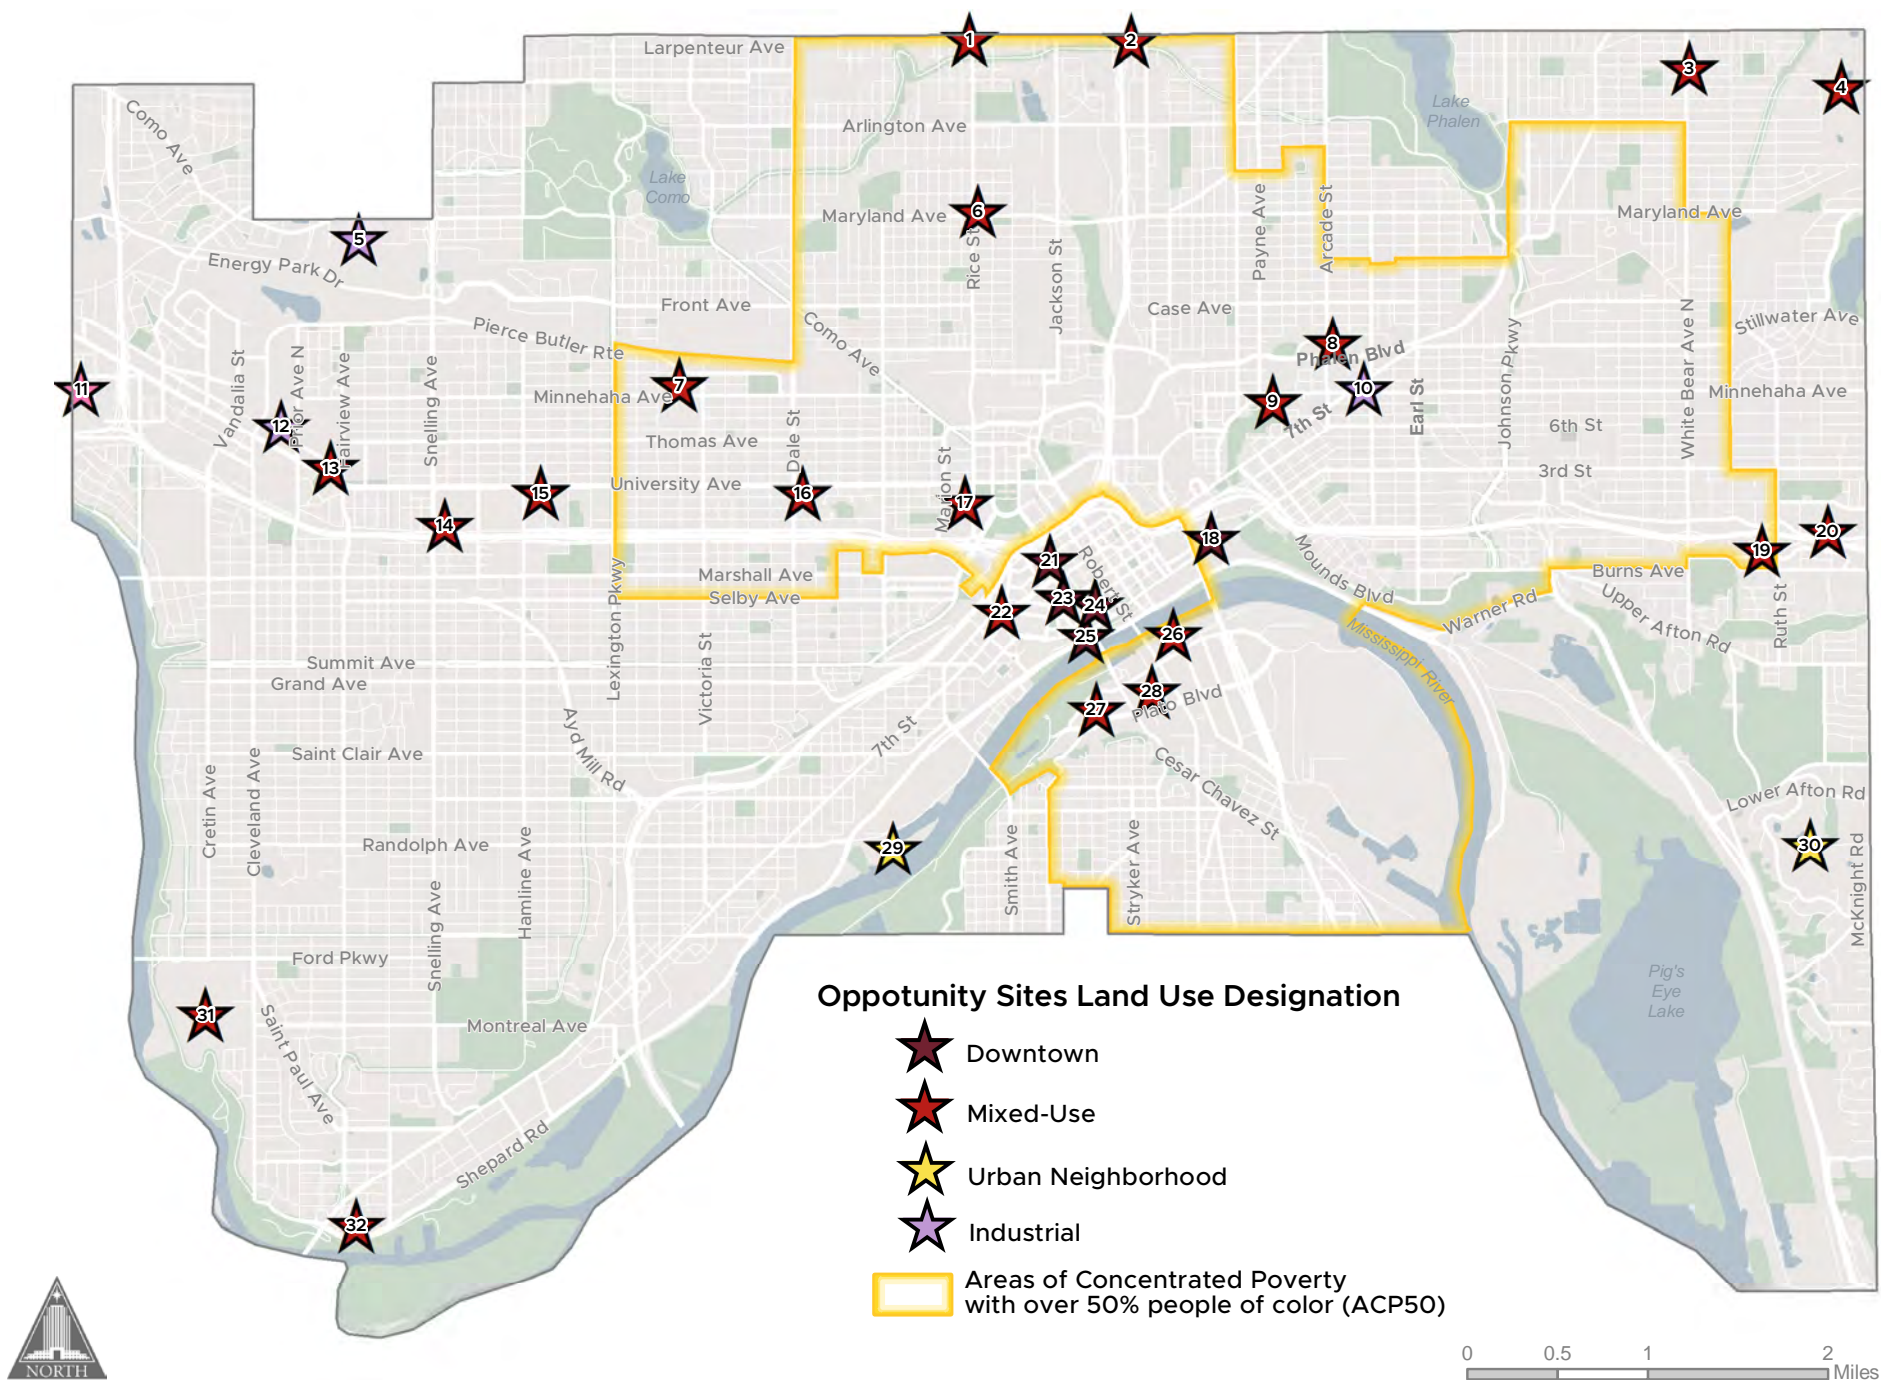 Larpenteur Ave
1
2
3
4
Como Ave
Arlington Ave
Lake
Phalen
Lake
Como
Maryland Ave
6
Rice St
Jackson St
Payne Ave
Arcade St
Maryland Ave
5
Energy Park Dr
Front Ave
Case Ave
Pierce Butler Rte
Como Ave
8
Phalen Blvd
Johnson Pkwy
White Bear Ave N
Stillwater Ave
11
Vandalia St
Prior Ave N
Fairview Ave
Snelling Ave
Minnehaha Ave
7
9
10
7th St
Earl St
Minnehaha Ave
12
13
Thomas Ave
Dale St
6th St
3rd St
14
15
University Ave
16
Marion St
17
18
19
20
Marshall Ave
Selby Ave
Lexington Pkwy
21
22
23
24
25
Robert St
26
27
28
Plato Blvd
Mounds Blvd
Warner Rd
Burns Ave
Upper Afton Rd
Ruth St
Mississippi River
Summit Ave
Grand Ave
Victoria St
Ayd Mill Rd
7th St
Saint Clair Ave
Cesar Chavez St
Cretin Ave
Cleveland Ave
Randolph Ave
Hamline Ave
Snelling Ave
29
Smith Ave
Stryker Ave
Lower Afton Rd
30
McKnight Rd
Ford Pkwy
Pig's
Eye
Lake
31
Saint Paul Ave
Montreal Ave
Shepard Rd
32
Oppotunity Sites Land Use Designation
Downtown
Mixed-Use
Urban Neighborhood
Industrial
Areas of Concentrated Poverty
with over 50% people of color (ACP50)
NORTH
0 0.5 1 2
Miles